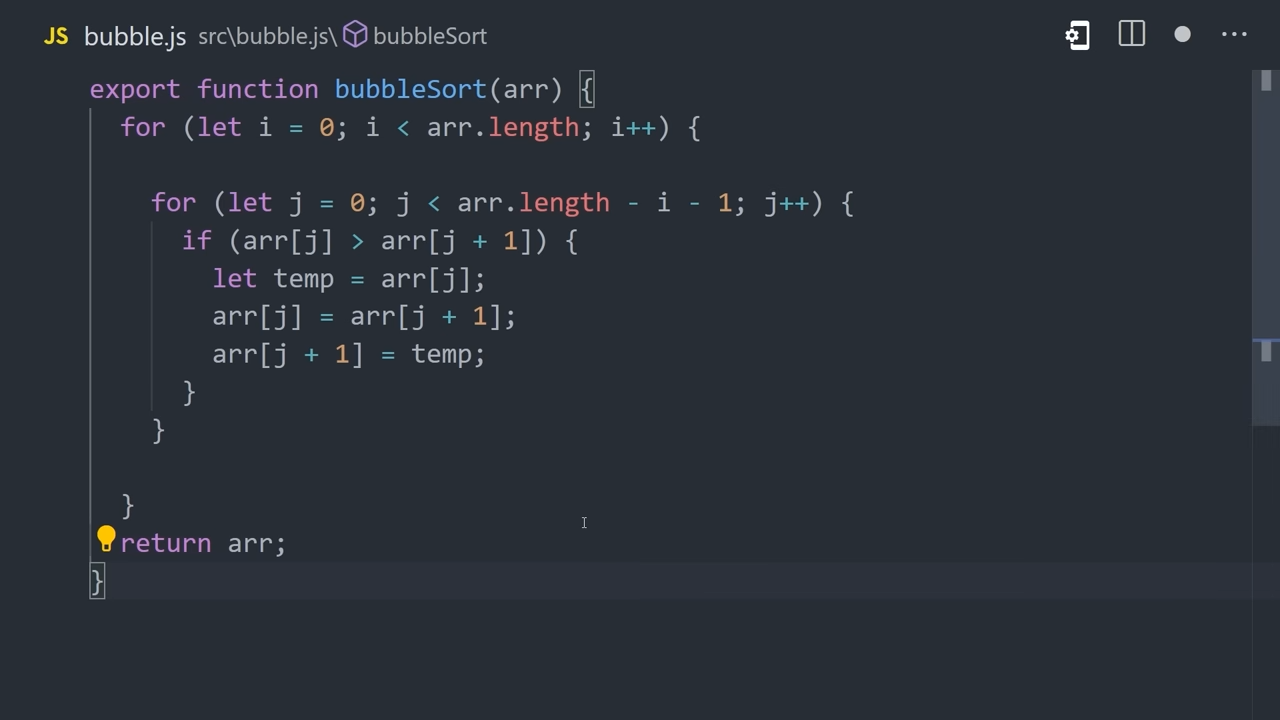 JS bubble.js src\bubble.js\ bubbleSort
export function bubbleSort(arr) {
  for (let i = 0; i < arr.length; i++) {

    for (let j = 0; j < arr.length - i - 1; j++) {
      if (arr[j] > arr[j + 1]) {
        let temp = arr[j];
        arr[j] = arr[j + 1];
        arr[j + 1] = temp;
      }
    }

  }
  return arr;
}